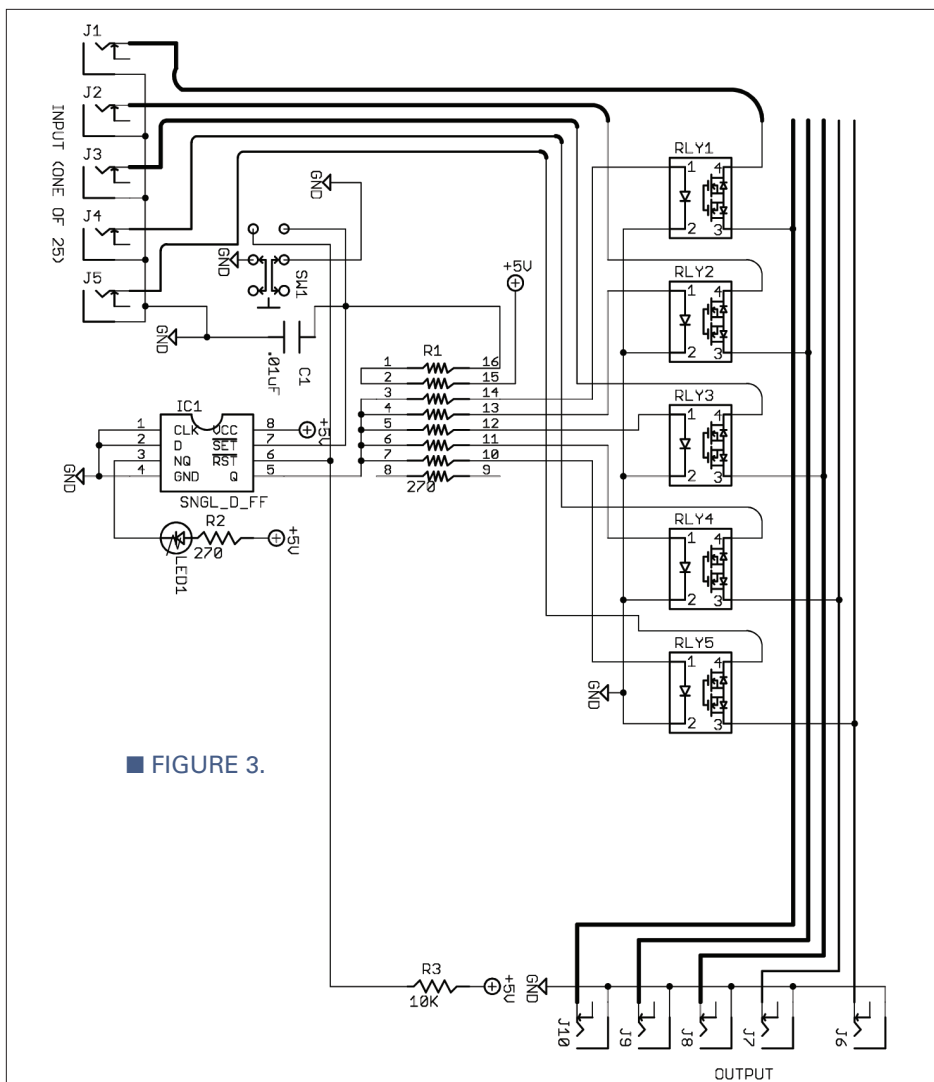 J1
J2
J3
J4
J5
INPUT (ONE OF 25)
GND
GND
SW1
GND
.01uF
C1
+5V
R1
1 16
2 15
3 14
4 13
5 12
6 11
7 10
8 9
270
IC1
1 CLK VCC 8
2 D SET 7
3 NQ RST 6
4 GND Q 5
SNGL_D_FF
+5V
GND
LED1
R2
270
+5V
RLY1
1 4
2 3
RLY2
1 4
2 3
RLY3
1 4
2 3
RLY4
1 4
2 3
RLY5
1 4
2 3
GND
■ FIGURE 3.
R3
10K
+5V
GND
J10
J9
J8
J7
J6
OUTPUT